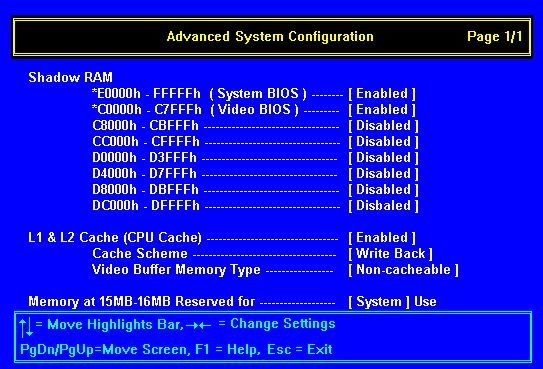 Advanced System Configuration Page 1/1
Shadow RAM
*E0000h - FFFFFh ( System BIOS ) -------- [ Enabled ]
*C0000h - C7FFFh ( Video BIOS ) --------- [ Enabled ]
C8000h - CBFFFh --------------------------------- [ Disabled ]
CC000h - CFFFFh --------------------------------- [ Disabled ]
D0000h - D3FFFh --------------------------------- [ Disabled ]
D4000h - D7FFFh --------------------------------- [ Disabled ]
D8000h - DBFFFh --------------------------------- [ Disabled ]
DC000h - DFFFFh --------------------------------- [ Disbaled ]
L1 & L2 Cache (CPU Cache) -------------------------------- [ Enabled ]
Cache Scheme ----------------------------------- [ Write Back ]
Video Buffer Memory Type ----------------- [ Non-cacheable ]
Memory at 15MB-16MB Reserved for ------------------- [ System ] Use
↑↓ = Move Highlights Bar, →← = Change Settings
PgDn/PgUp=Move Screen, F1 = Help, Esc = Exit